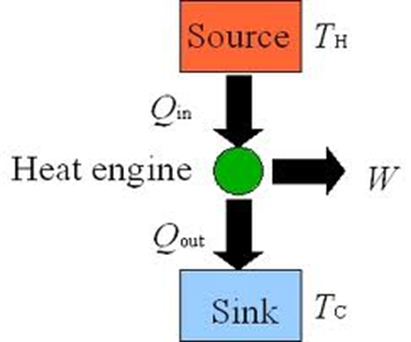 Source T_H
Q_in
Heat engine
W
Q_out
Sink T_C